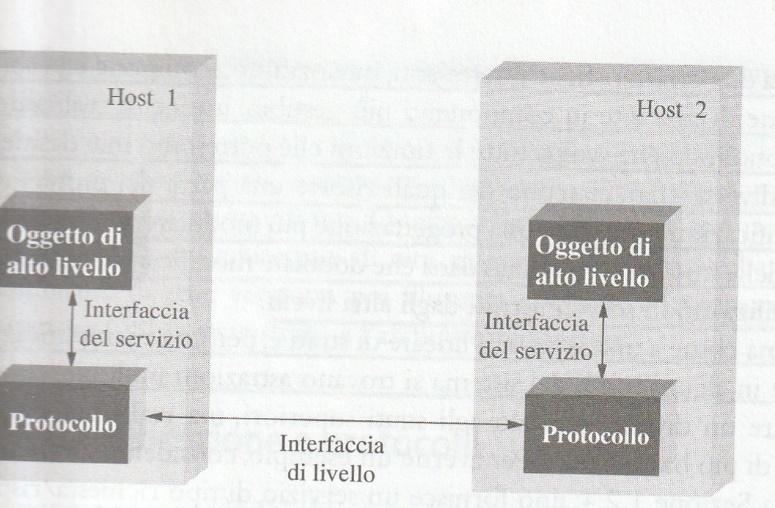 Host 1
Host 2
Oggetto di
alto livello
Oggetto di
alto livello
Interfaccia
del servizio
Interfaccia
del servizio
Protocollo
Protocollo
Interfaccia
di livello